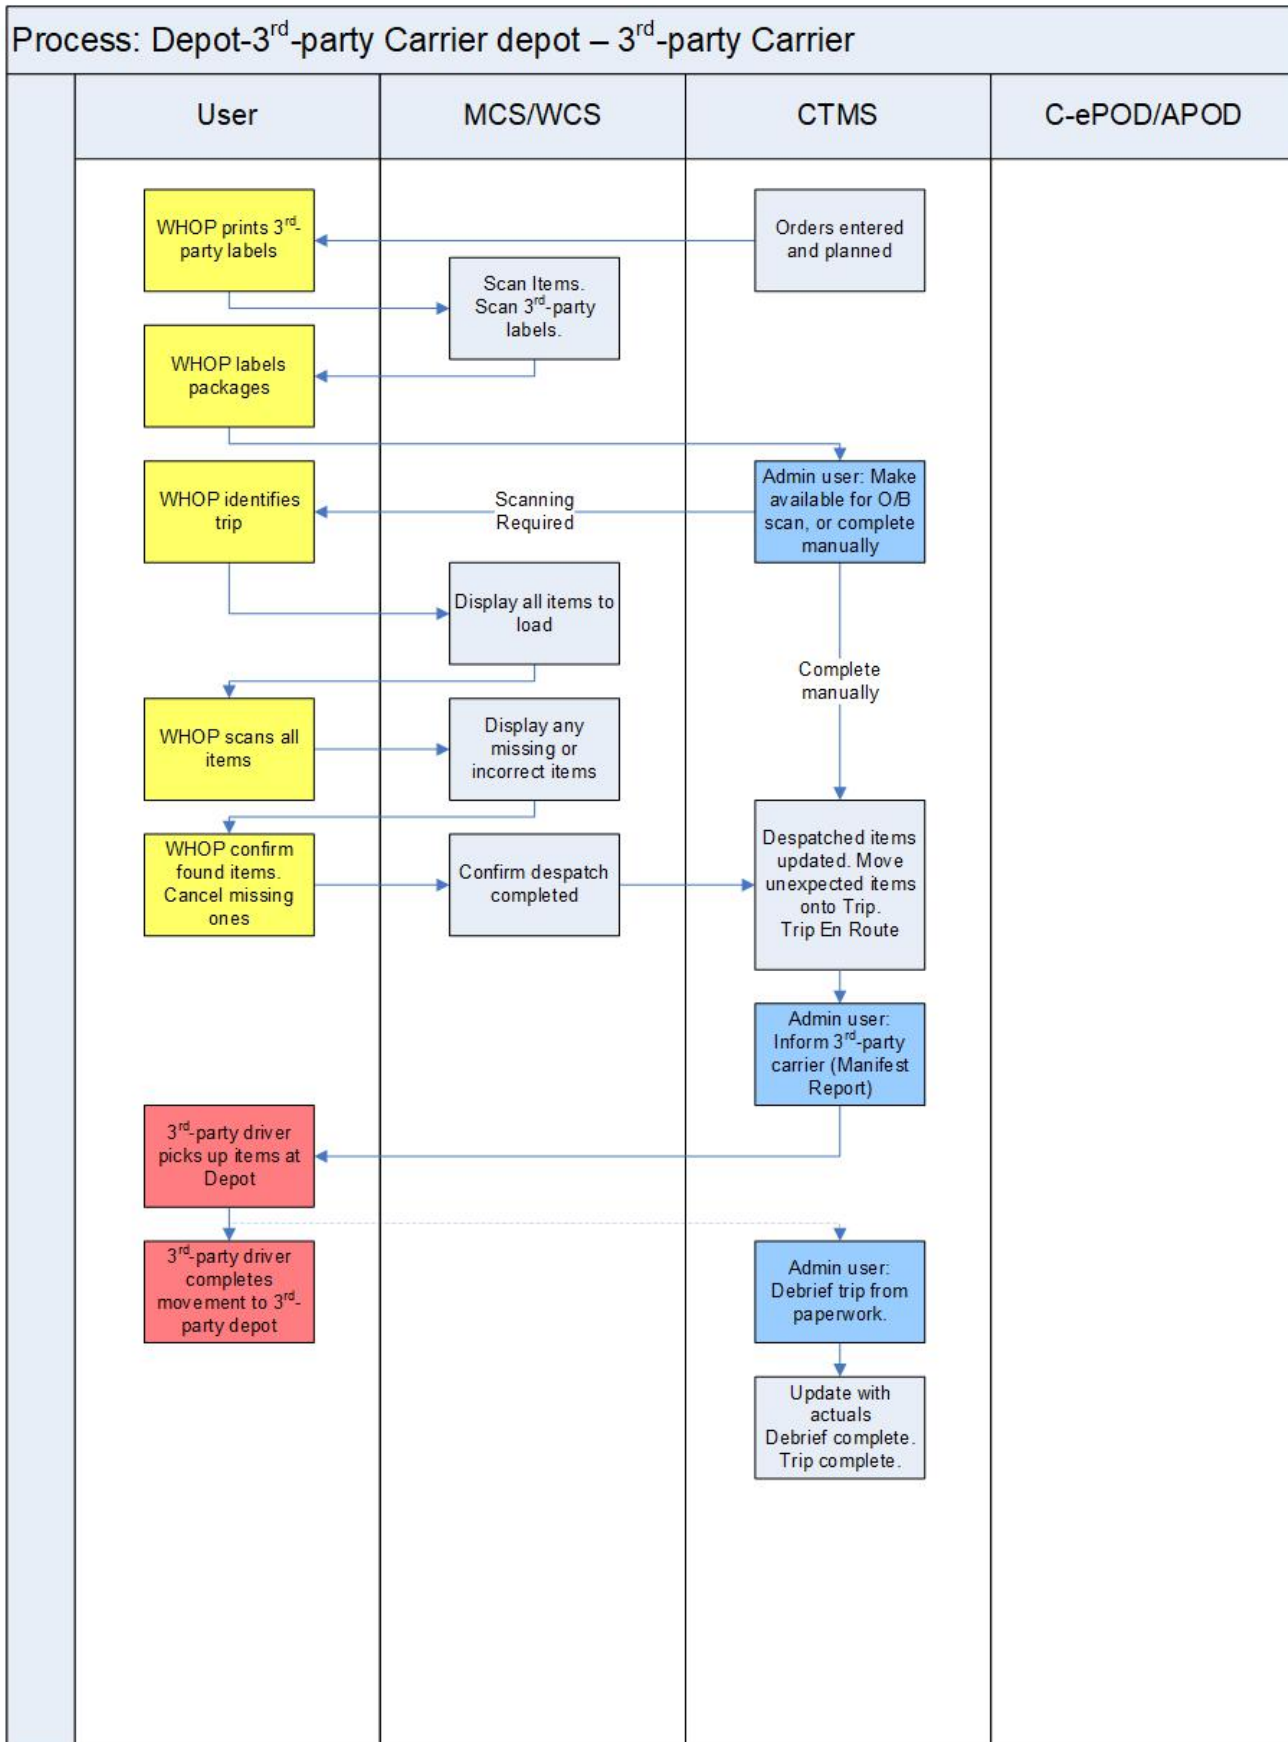 Process: Depot-3rd-party Carrier depot – 3rd-party Carrier
User
MCS/WCS
CTMS
C-ePOD/APOD
WHOP prints 3rd-
party labels
Orders entered
and planned
Scan Items.
Scan 3rd-party
labels.
WHOP labels
packages
Admin user: Make
available for O/B
scan, or complete
manually
Scanning
Required
WHOP identifies
trip
Display all items to
load
Complete
manually
WHOP scans all
items
Display any
missing or
incorrect items
WHOP confirm
found items.
Cancel missing
ones
Confirm despatch
completed
Despatched items
updated. Move
unexpected items
onto Trip.
Trip En Route
Admin user:
Inform 3rd-party
carrier (Manifest
Report)
3rd-party driver
picks up items at
Depot
3rd-party driver
completes
movement to 3rd-
party depot
Admin user:
Debrief trip from
paperwork.
Update with
actuals
Debrief complete.
Trip complete.